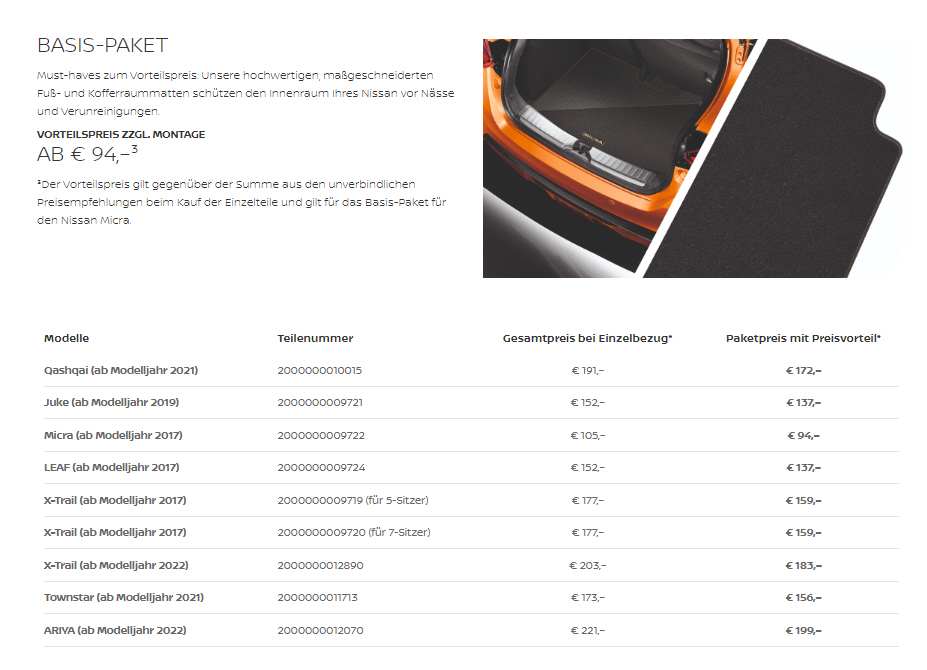 BASIS-PAKET
Must-haves zum Vorteilspreis: Unsere hochwertigen, maßgeschneiderten
Fuß- und Kofferraummatten schützen den Innenraum Ihres Nissan vor Nässe
und Verunreinigungen.
VORTEILSPREIS ZZGL. MONTAGE
AB € 94,–³
³Der Vorteilspreis gilt gegenüber der Summe aus den unverbindlichen
Preisempfehlungen beim Kauf der Einzelteile und gilt für das Basis-Paket für
den Nissan Micra.
MICRA
Modelle Teilenummer Gesamtpreis bei Einzelbezug* Paketpreis mit Preisvorteil*
Qashqai (ab Modelljahr 2021) 2000000010015 € 191,– € 172,–
Juke (ab Modelljahr 2019) 2000000009721 € 152,– € 137,–
Micra (ab Modelljahr 2017) 2000000009722 € 105,– € 94,–
LEAF (ab Modelljahr 2017) 2000000009724 € 152,– € 137,–
X-Trail (ab Modelljahr 2017) 2000000009719 (für 5-Sitzer) € 177,– € 159,–
X-Trail (ab Modelljahr 2017) 2000000009720 (für 7-Sitzer) € 177,– € 159,–
X-Trail (ab Modelljahr 2022) 2000000012890 € 203,– € 183,–
Townstar (ab Modelljahr 2021) 2000000011713 € 173,– € 156,–
ARIYA (ab Modelljahr 2022) 2000000012070 € 221,– € 199,–